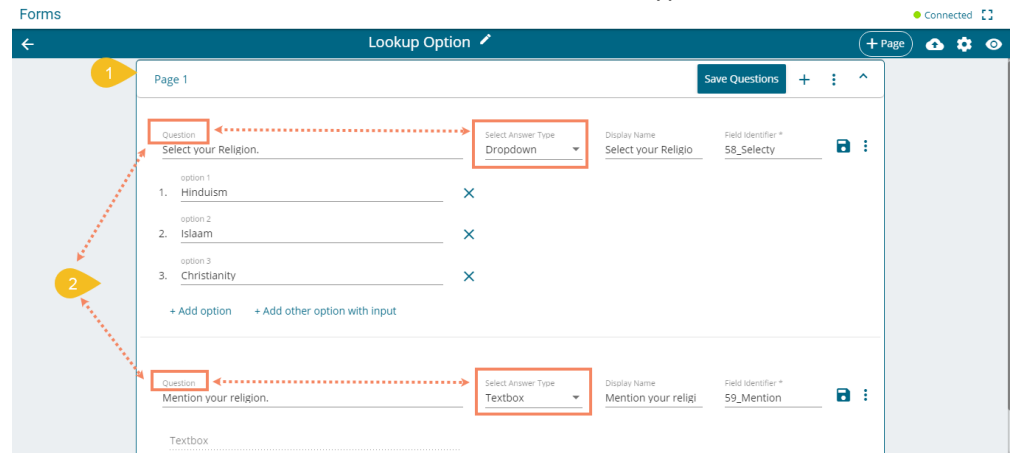 Forms
Connected
Lookup Option
+ Page
1
Page 1
Save Questions
Question
Select Answer Type
Display Name
Field Identifier *
Select your Religion.
Dropdown
Select your Religio
58_Selecty
option 1
1. Hinduism
option 2
2. Islaam
option 3
3. Christianity
2
+ Add option + Add other option with input
Question
Select Answer Type
Display Name
Field Identifier *
Mention your religion.
Textbox
Mention your religi
59_Mention
Textbox